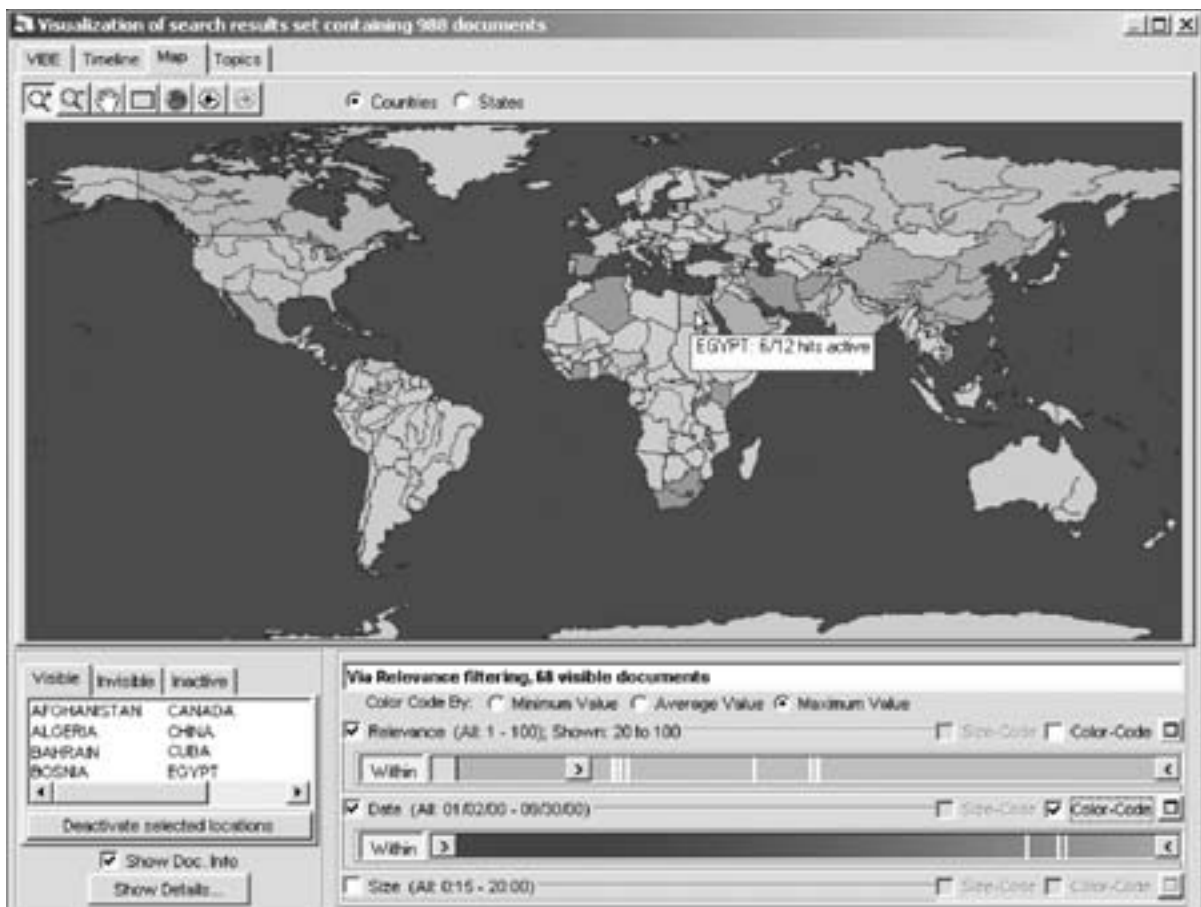 Visualization of search results set containing 988 documents
VIBE Timeline Map Topics
Countries States
EGYPT: 6/12 hits active
Visible Invisible Inactive
Via Relevance filtering, 68 visible documents
Color Code By: Minimum Value Average Value Maximum Value
AFGHANISTAN CANADA
ALGERIA CHINA
BAHRAIN CUBA
BOSNIA EGYPT
Relevance (All: 1 - 100); Shown: 20 to 100 Size-Code Color-Code
Within
Date (All: 01/02/00 - 09/30/00) Size-Code Color-Code
Deactivate selected locations
Within
Show Doc. Info
Show Details...
Size (All: 0:15 - 20:00) Size-Code Color-Code